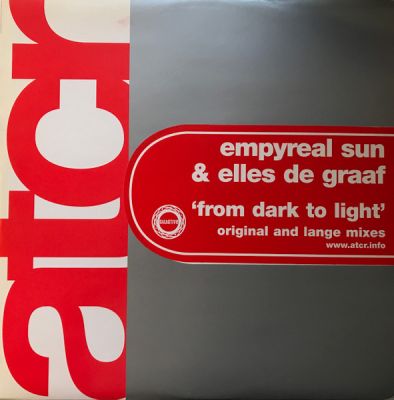 atcr
empyreal sun
& elles de graaf
'from dark to light'
original and lange mixes
www.atcr.info